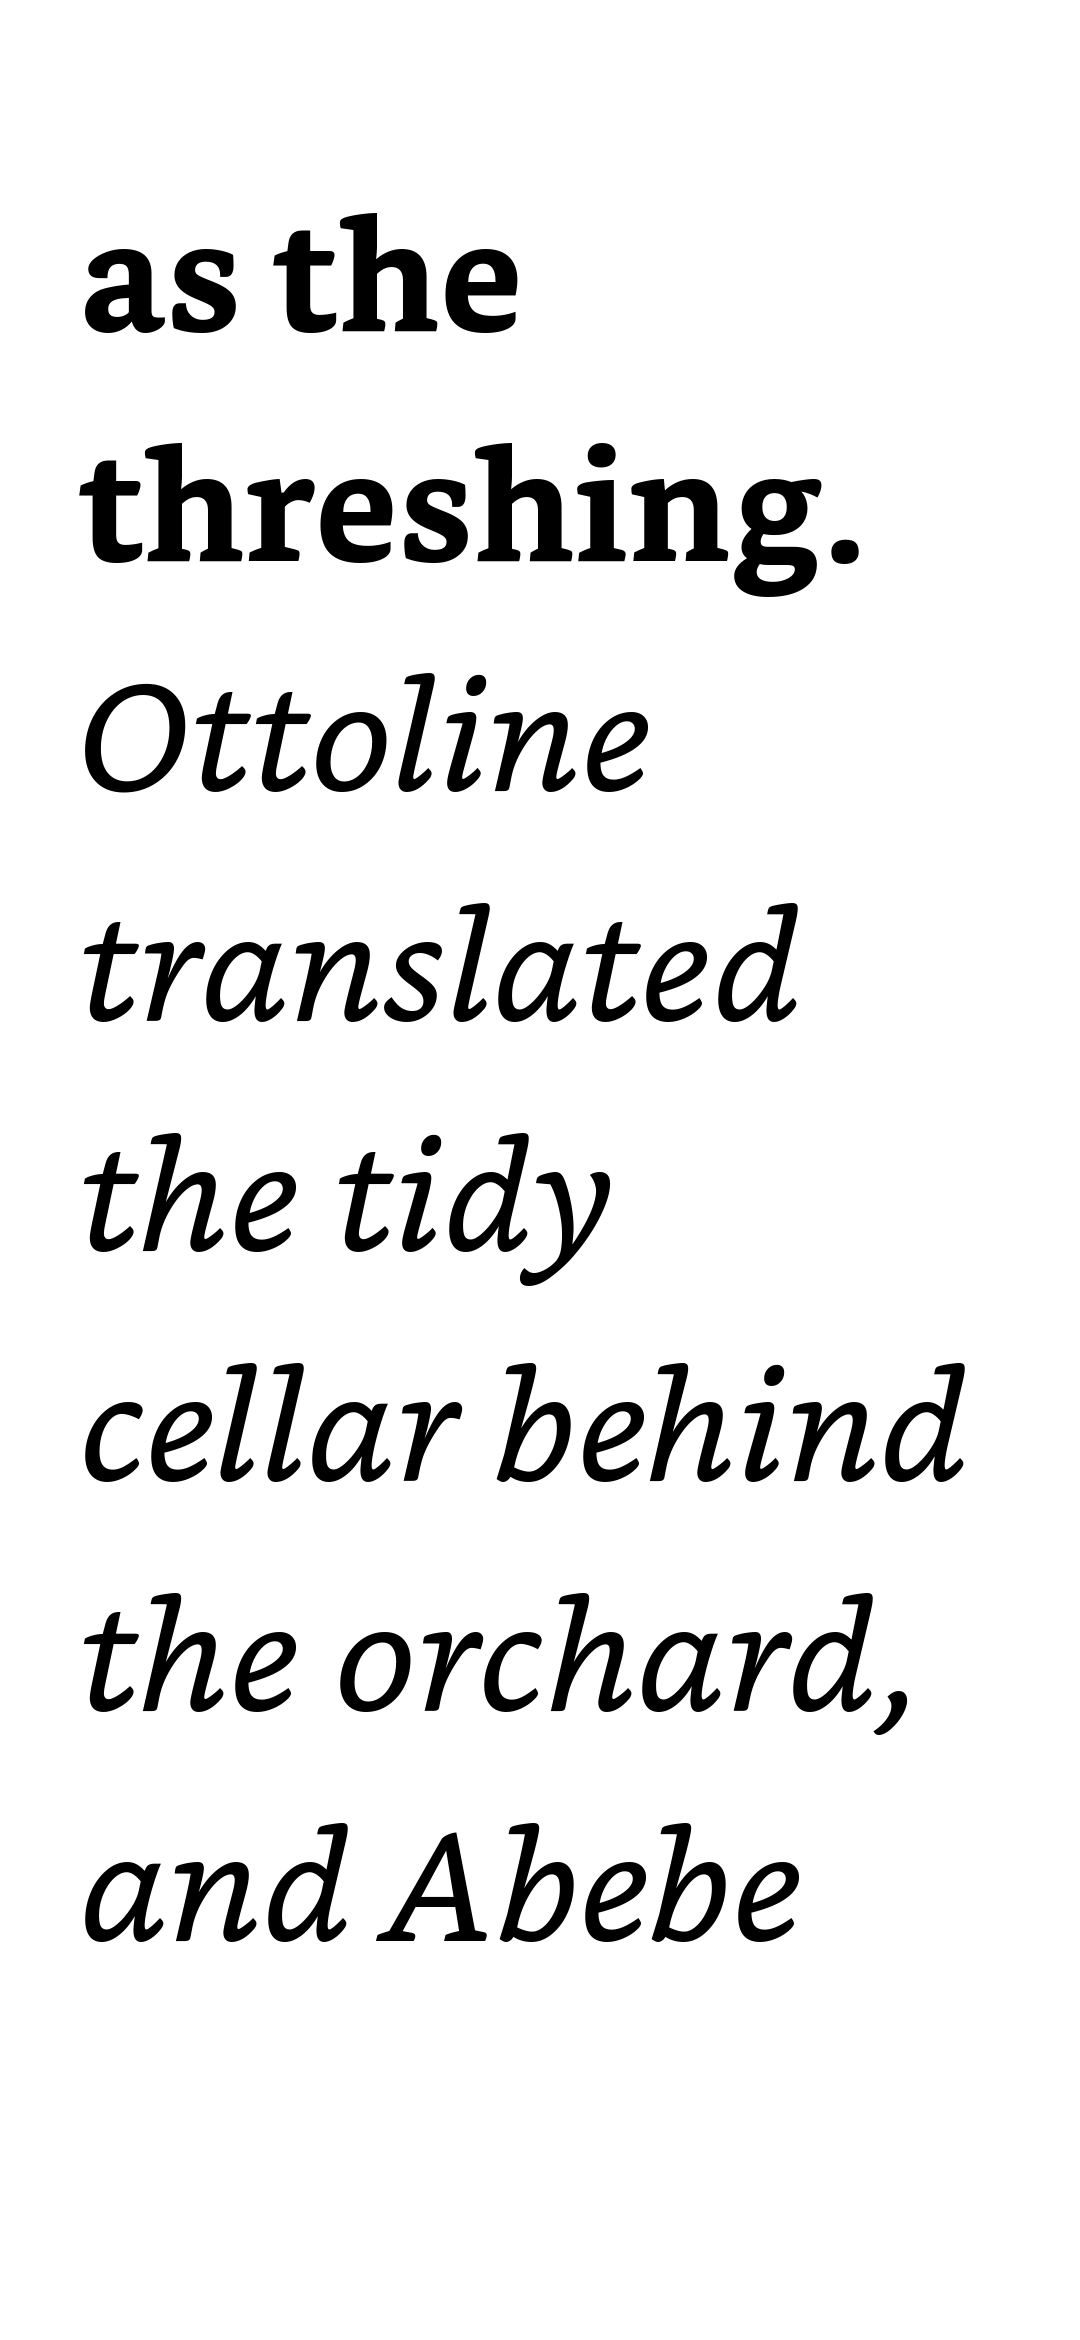 as the
threshing.
Ottoline
translated
the tidy
cellar behind
the orchard,
and Abebe